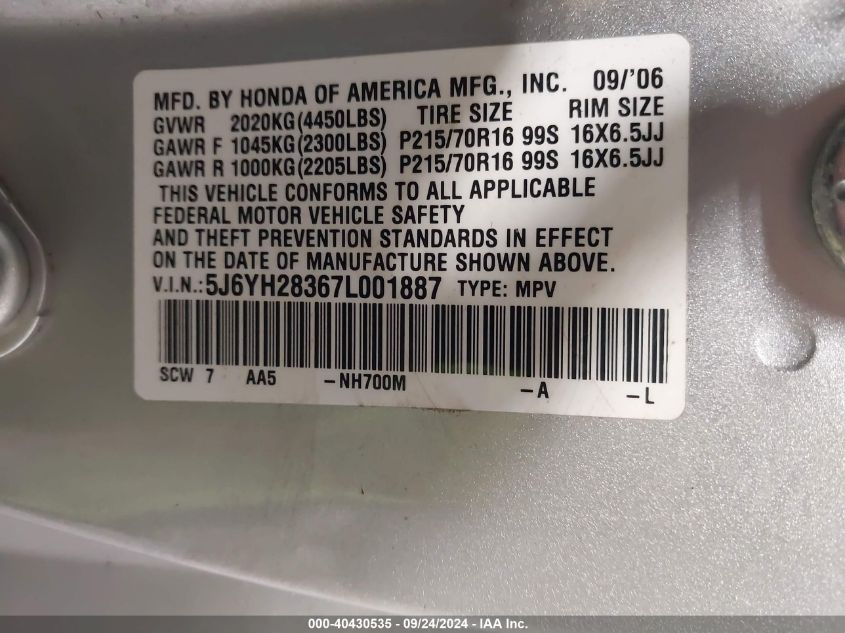 MFD. BY HONDA OF AMERICA MFG., INC. 09/'06
GVWR 2020KG(4450LBS) TIRE SIZE RIM SIZE
GAWR F 1045KG(2300LBS) P215/70R16 99S 16X6.5JJ
GAWR R 1000KG(2205LBS) P215/70R16 99S 16X6.5JJ
THIS VEHICLE CONFORMS TO ALL APPLICABLE
FEDERAL MOTOR VEHICLE SAFETY
AND THEFT PREVENTION STANDARDS IN EFFECT
ON THE DATE OF MANUFACTURE SHOWN ABOVE.
V.I.N.: 5J6YH28367L001887 TYPE: MPV
SCW 7 AA5 -NH700M -A -L
000-40430535 - 09/24/2024 - IAA Inc.